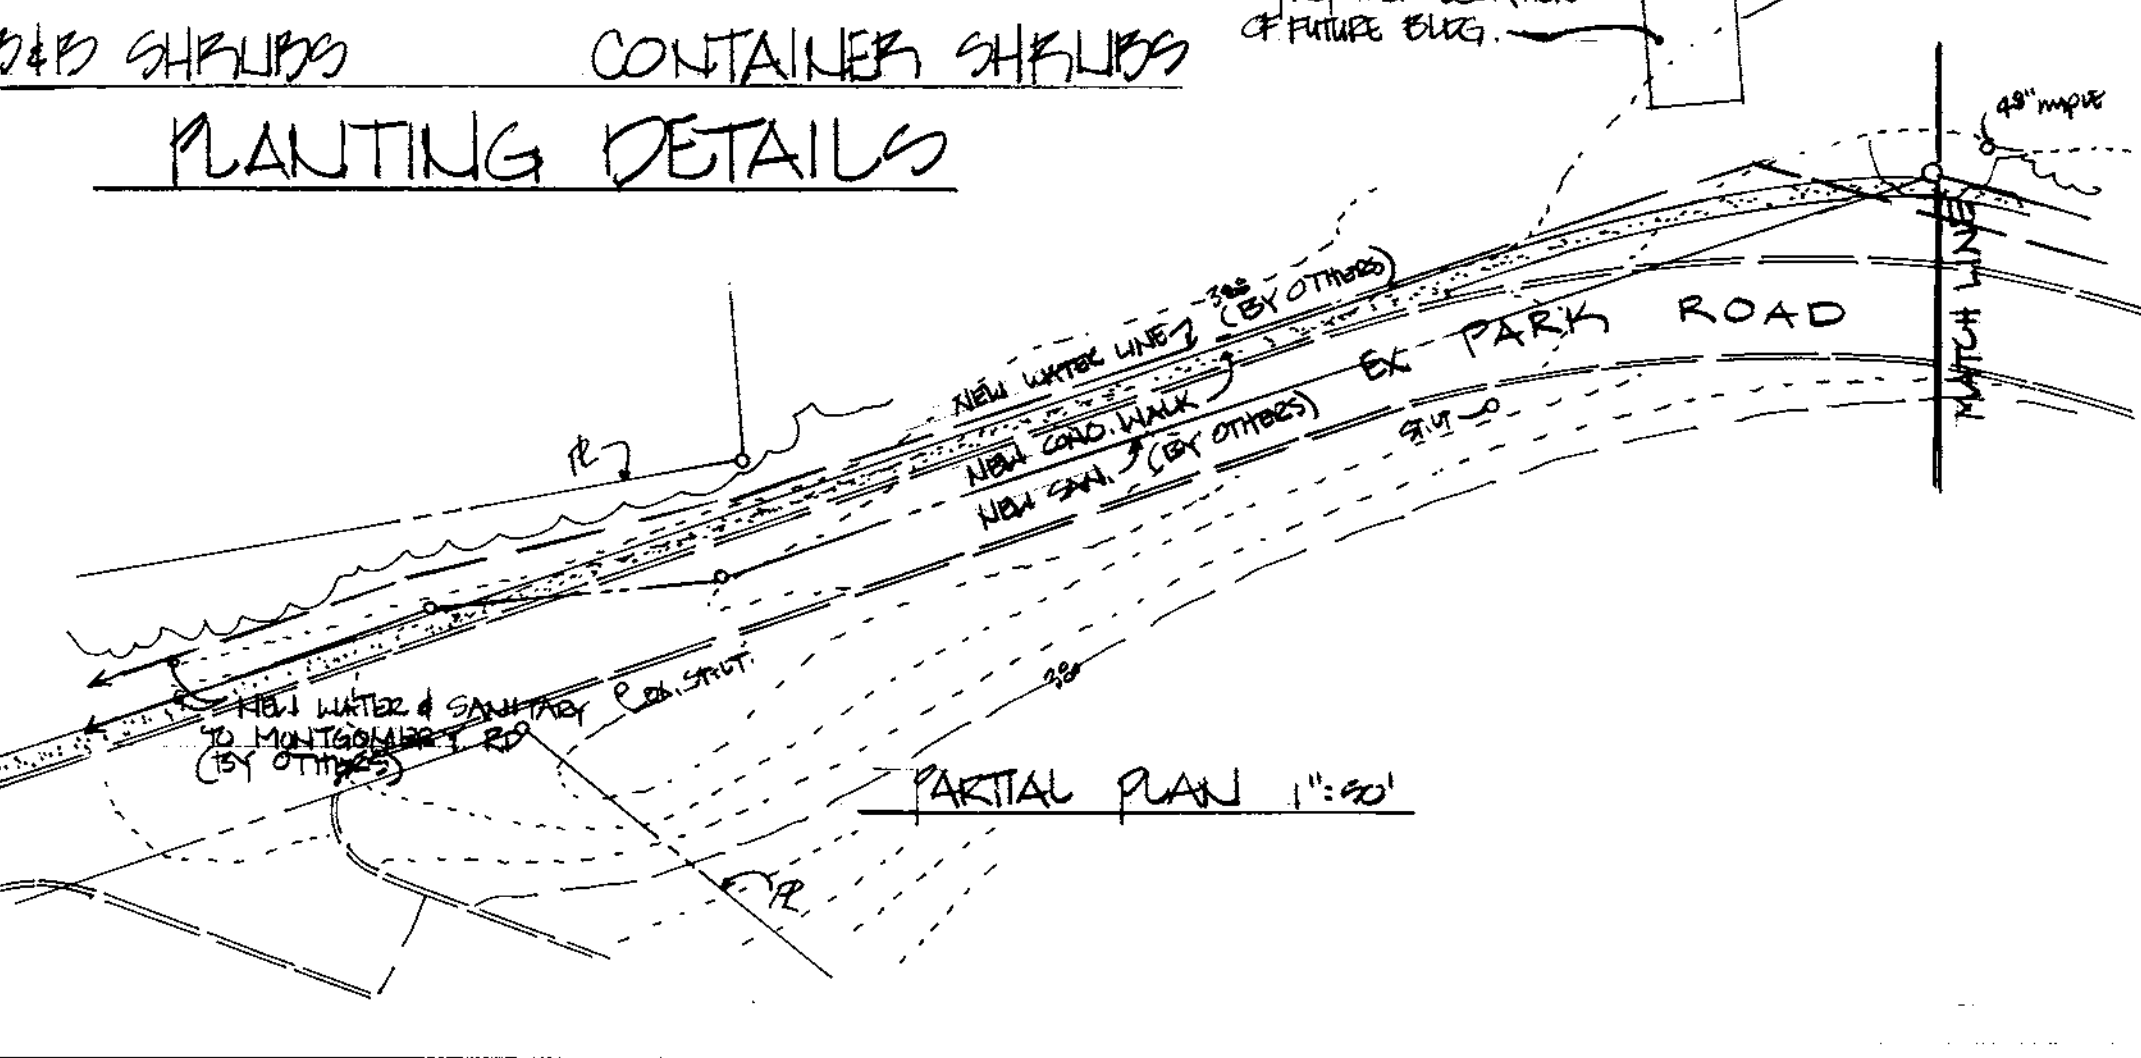 B&B SHRUBS
CONTAINER SHRUBS
PLANTING DETAILS
OF FUTURE BLDG.
48" MAPLE
MATCH LINE
NEW WATER LINE
(BY OTHERS)
NEW CONC. WALK
NEW SAN. (BY OTHERS)
EX PARK ROAD
PL
NEW WATER & SANITARY
TO MONTGOMERY RD
(BY OTHERS)
PARTIAL PLAN 1":50'
PL